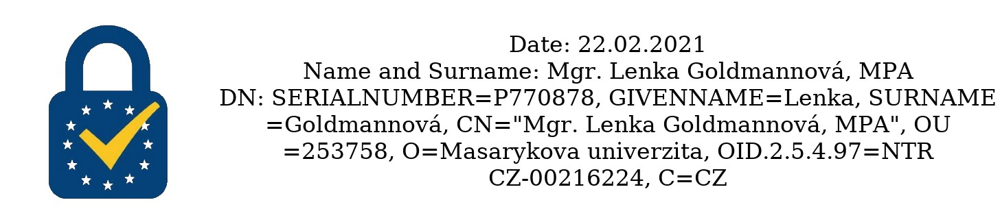 Date: 22.02.2021
Name and Surname: Mgr. Lenka Goldmannová, MPA
DN: SERIALNUMBER=P770878, GIVENNAME=Lenka, SURNAME
=Goldmannová, CN="Mgr. Lenka Goldmannová, MPA", OU
=253758, O=Masarykova univerzita, OID.2.5.4.97=NTR
CZ-00216224, C=CZ